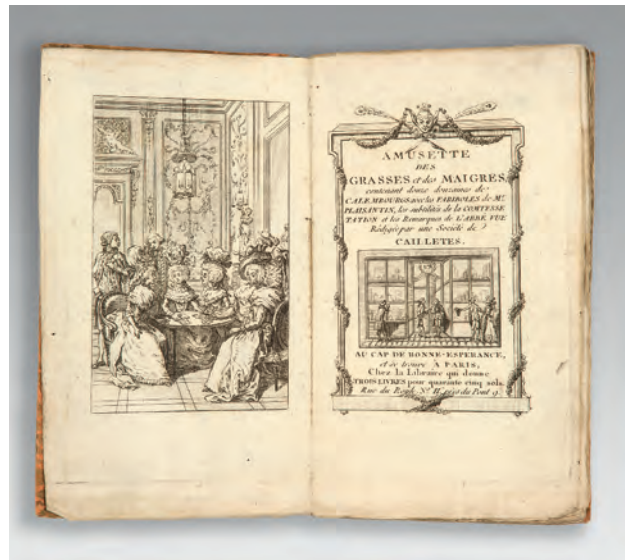 AMUSETTE
DES
GRASSES et des MAIGRES,
contenant douze douzaines de
CALEMBOURGS avec les FARIBOLES de Mr.
PLAISANTIN, les subtilités de la COMTESSE
TATION et les Remarques de L'ABBÉ VUE
Rédigée par une Société de
CAILLETES.
AU CAP DE BONNE-ESPERANCE,
et se trouve À PARIS,
Chez la Libraire qui donne
TROIS LIVRES pour quarante cinq sols.
Rue du No. près du Pont 9.